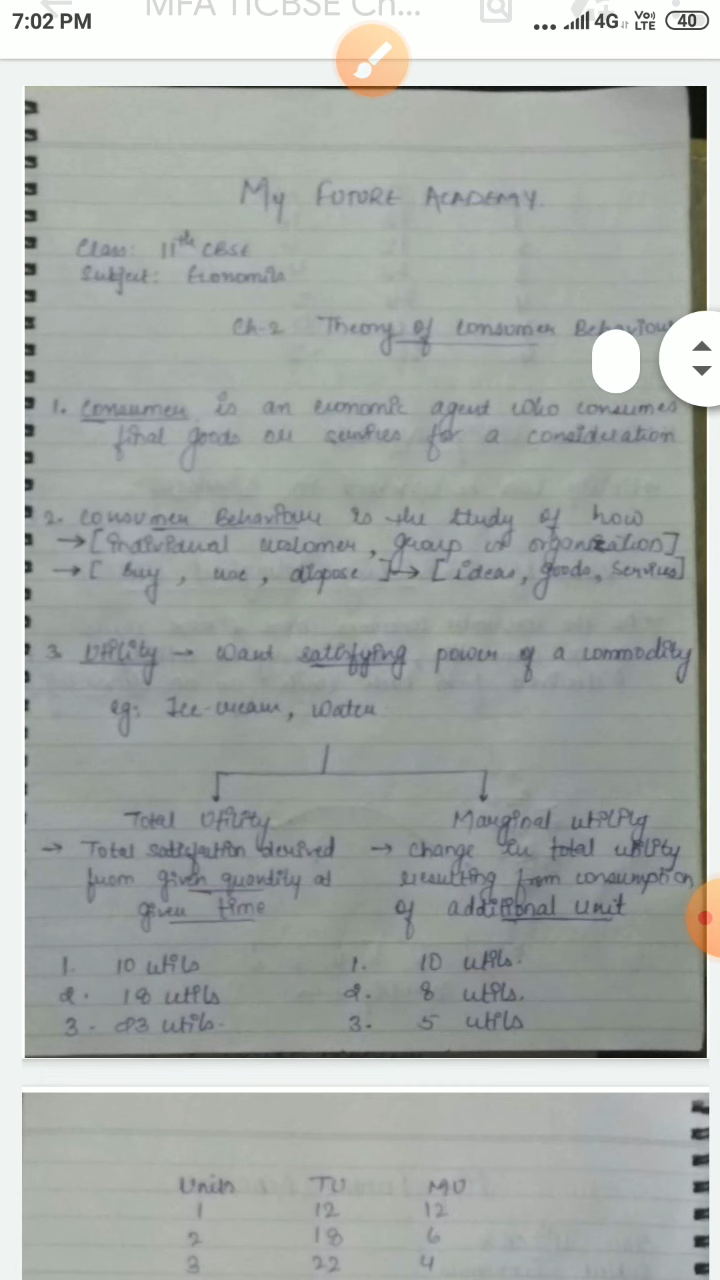 7:02 PM
4G Vo) LTE 40
MFA 11CBSE Ch...
My FUTURE ACADEMY.
Class: 11th CBSE
Subject: Economics
Ch-2 Theory of Consumer Behaviour
1. Consumer is an economic agent who consumes
final goods or services for a consideration
2. Consumer Behaviour is the study of how
→ [individual customer, group or organization]
→ [ buy, use, dispose ] → [ideas, goods, Services]
3. Utility → Want satisfying power of a commodity
eg: Ice-cream, Water
Total Utility
→ Total satisfaction derived
from given quantity at
given time
1. 10 utils
2. 18 utils
3. 23 utils.
Marginal utility
→ change in total utility
resulting from consumption
of additional unit
1. 10 utils.
2. 8 utils.
3. 5 utils
Units TU MU
1 12 12
2 18 6
3 22 4